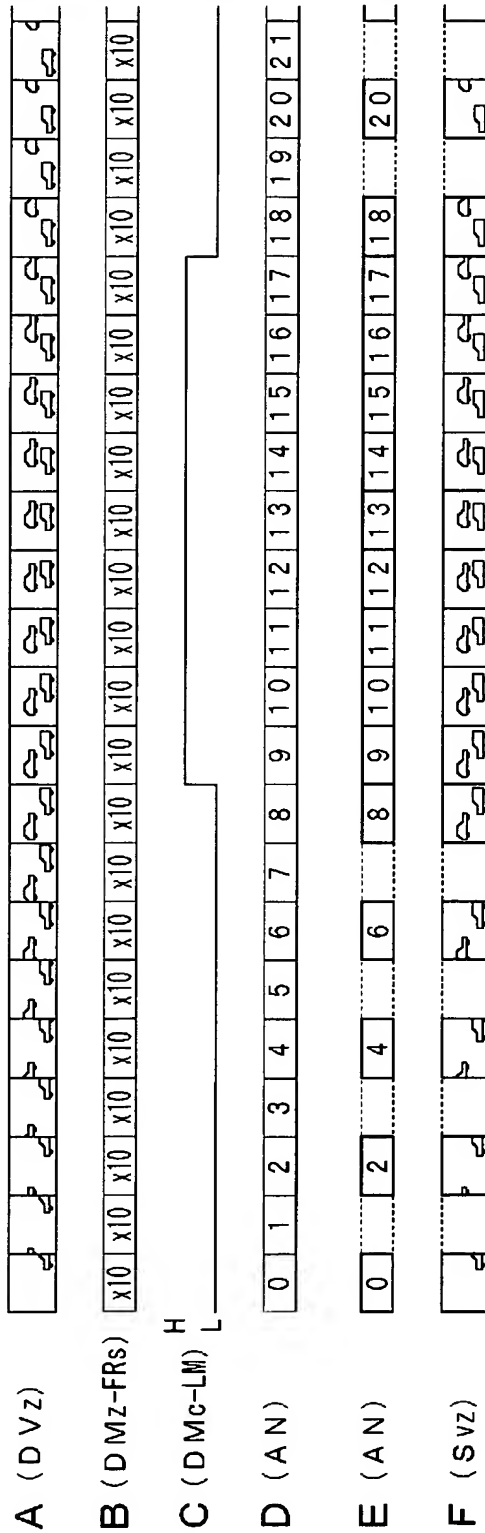 A (DVz)
B (DMz-FRs) x10 x10 x10 x10 x10 x10 x10 x10 x10 x10 x10 x10 x10 x10 x10 x10 x10 x10 x10 x10 x10 x10
C (DMc-LM) H L
D (AN) 0 1 2 3 4 5 6 7 8 9 10 11 12 13 14 15 16 17 18 19 20 21
E (AN) 0 2 4 6 8 9 10 11 12 13 14 15 16 17 18 20
F (Svz)